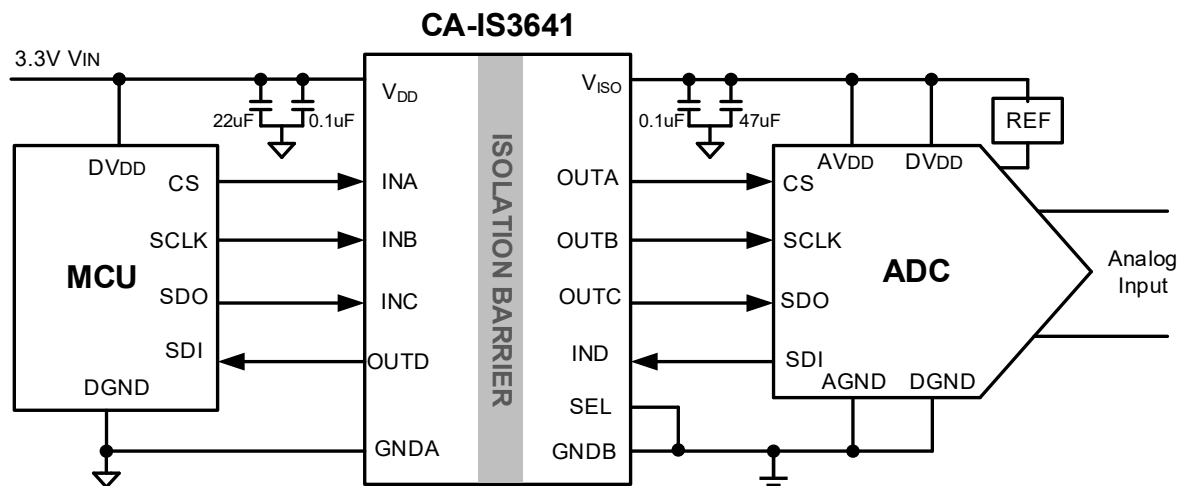 CA-IS3641
3.3V VIN
VDD
22uF
0.1uF
DVDD
CS
SCLK
MCU
SDO
SDI
DGND
INA
INB
INC
OUTD
GNDA
ISOLATION BARRIER
VISO
OUTA
OUTB
OUTC
IND
SEL
GNDB
0.1uF
47uF
REF
AVDD
DVDD
CS
SCLK
ADC
SDO
SDI
AGND
DGND
Analog
Input